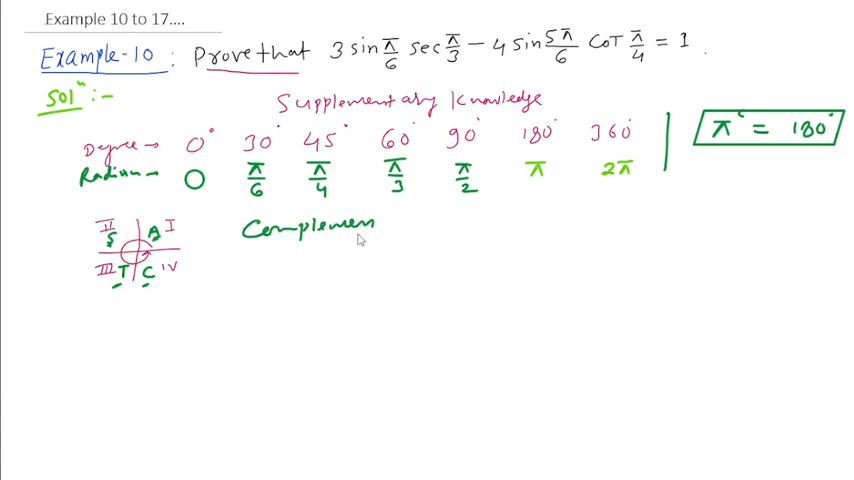 Example 10 to 17....
Example-10 : Prove that 3 sin π/6 sec π/3 - 4 sin 5π/6 cot π/4 = 1 .
Solⁿ :-
Supplementary Knowledge
Degree → 0° 30° 45° 60° 90° 180° 360°
Radian → 0 π/6 π/4 π/3 π/2 π 2π
πᶜ = 180°
II S A I
III T C IV
Complemen